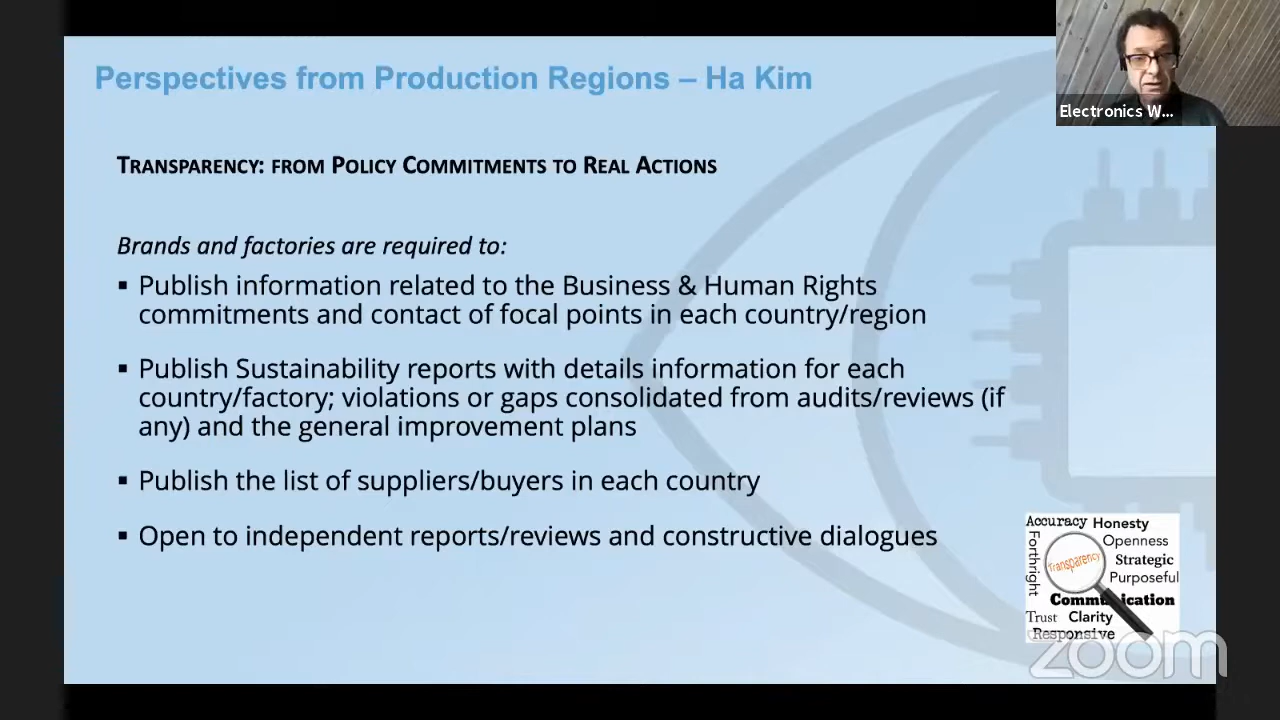 Perspectives from Production Regions – Ha Kim
Electronics W...
TRANSPARENCY: FROM POLICY COMMITMENTS TO REAL ACTIONS
Brands and factories are required to:
▪ Publish information related to the Business & Human Rights
commitments and contact of focal points in each country/region
▪ Publish Sustainability reports with details information for each
country/factory; violations or gaps consolidated from audits/reviews (if
any) and the general improvement plans
▪ Publish the list of suppliers/buyers in each country
▪ Open to independent reports/reviews and constructive dialogues
Accuracy Honesty
Forthright
Openness
Transparency
Strategic
Purposeful
Communication
Trust Clarity
Responsive
zoom